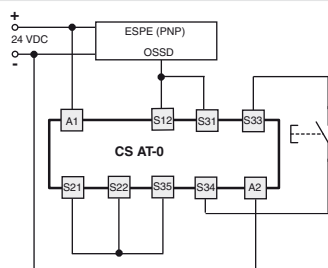 +
24 VDC
-
ESPE (PNP)
OSSD
A1
S12
S31
S33
CS AT-0
S21
S22
S35
S34
A2